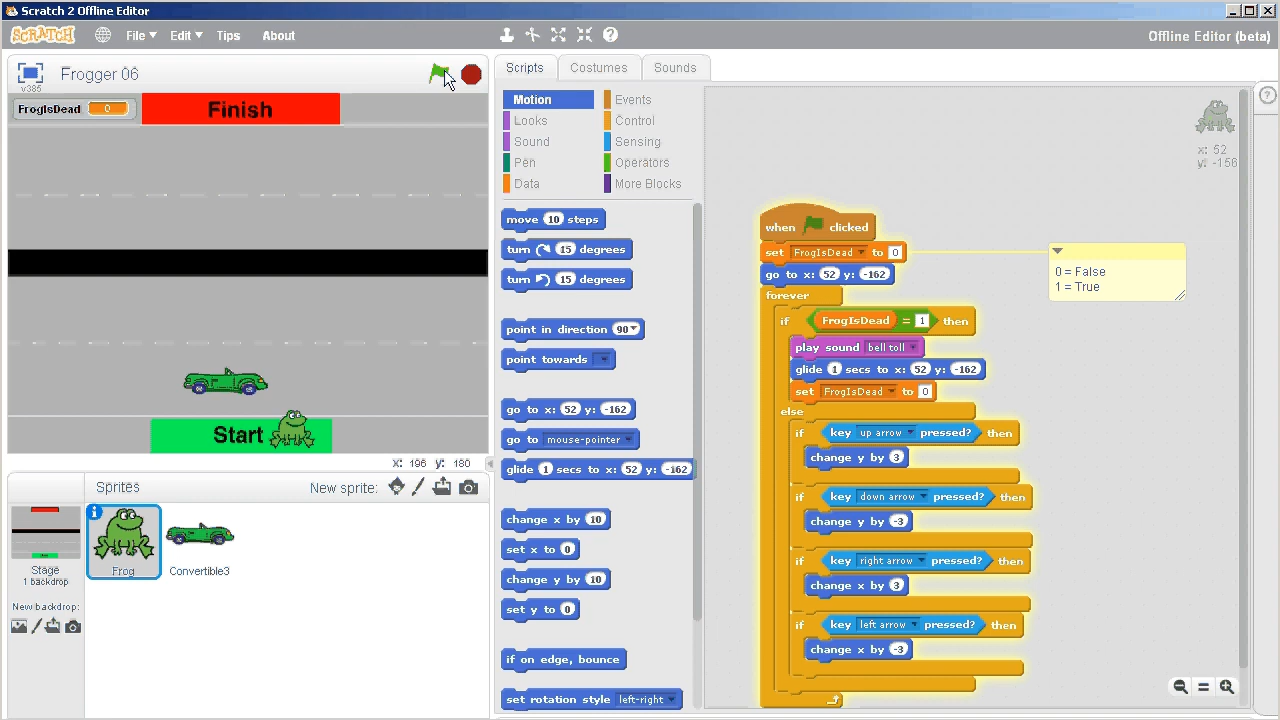 Scratch 2 Offline Editor
SCRATCH File Edit Tips About Offline Editor (beta)
v385 Frogger 06
FrogIsDead 0 Finish
Start
x: 196 y: 180
Sprites New sprite:
Stage
1 backdrop
New backdrop:
Frog
Convertible3
Scripts Costumes Sounds
Motion Events
Looks Control
Sound Sensing
Pen Operators
Data More Blocks
move 10 steps
turn 15 degrees
turn 15 degrees
point in direction 90
point towards
go to x: 52 y: -162
go to mouse-pointer
glide 1 secs to x: 52 y: -162
change x by 10
set x to 0
change y by 10
set y to 0
if on edge, bounce
set rotation style left-right
x: 52
y: -156
when clicked
set FrogIsDead to 0
go to x: 52 y: -162
forever
if FrogIsDead = 1 then
play sound bell toll
glide 1 secs to x: 52 y: -162
set FrogIsDead to 0
else
if key up arrow pressed? then
change y by 3
if key down arrow pressed? then
change y by -3
if key right arrow pressed? then
change x by 3
if key left arrow pressed? then
change x by -3
0 = False
1 = True